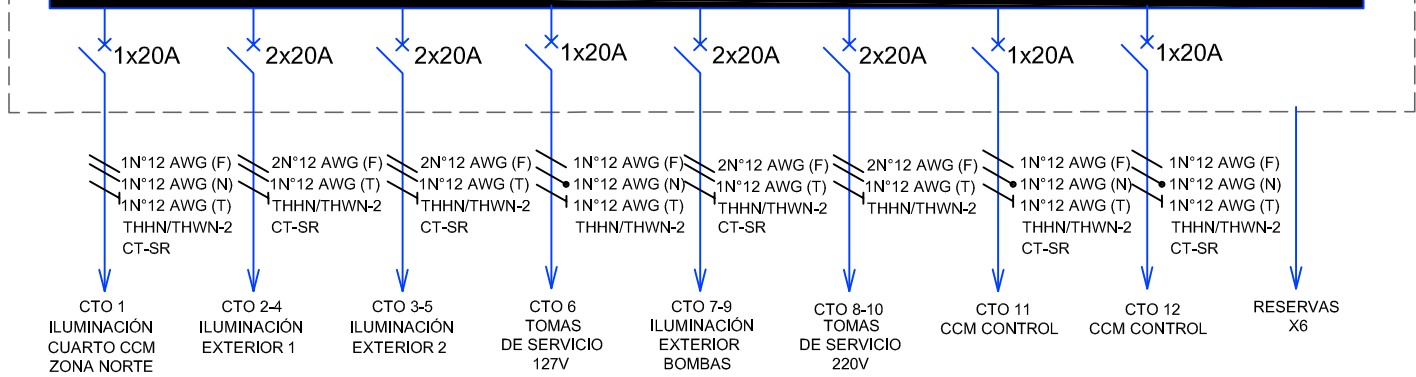 1x20A
2x20A
2x20A
1x20A
2x20A
2x20A
1x20A
1x20A
1N°12 AWG (F)
1N°12 AWG (N)
1N°12 AWG (T)
THHN/THWN-2
CT-SR
2N°12 AWG (F)
1N°12 AWG (T)
THHN/THWN-2
CT-SR
2N°12 AWG (F)
1N°12 AWG (T)
THHN/THWN-2
CT-SR
1N°12 AWG (F)
1N°12 AWG (N)
1N°12 AWG (T)
THHN/THWN-2
2N°12 AWG (F)
1N°12 AWG (T)
THHN/THWN-2
CT-SR
2N°12 AWG (F)
1N°12 AWG (T)
THHN/THWN-2
1N°12 AWG (F)
1N°12 AWG (N)
1N°12 AWG (T)
THHN/THWN-2
CT-SR
1N°12 AWG (F)
1N°12 AWG (N)
1N°12 AWG (T)
THHN/THWN-2
CT-SR
CTO 1
ILUMINACIÓN
CUARTO CCM
ZONA NORTE
CTO 2-4
ILUMINACIÓN
EXTERIOR 1
CTO 3-5
ILUMINACIÓN
EXTERIOR 2
CTO 6
TOMAS
DE SERVICIO
127V
CTO 7-9
ILUMINACIÓN
EXTERIOR
BOMBAS
CTO 8-10
TOMAS
DE SERVICIO
220V
CTO 11
CCM CONTROL
CTO 12
CCM CONTROL
RESERVAS
X6